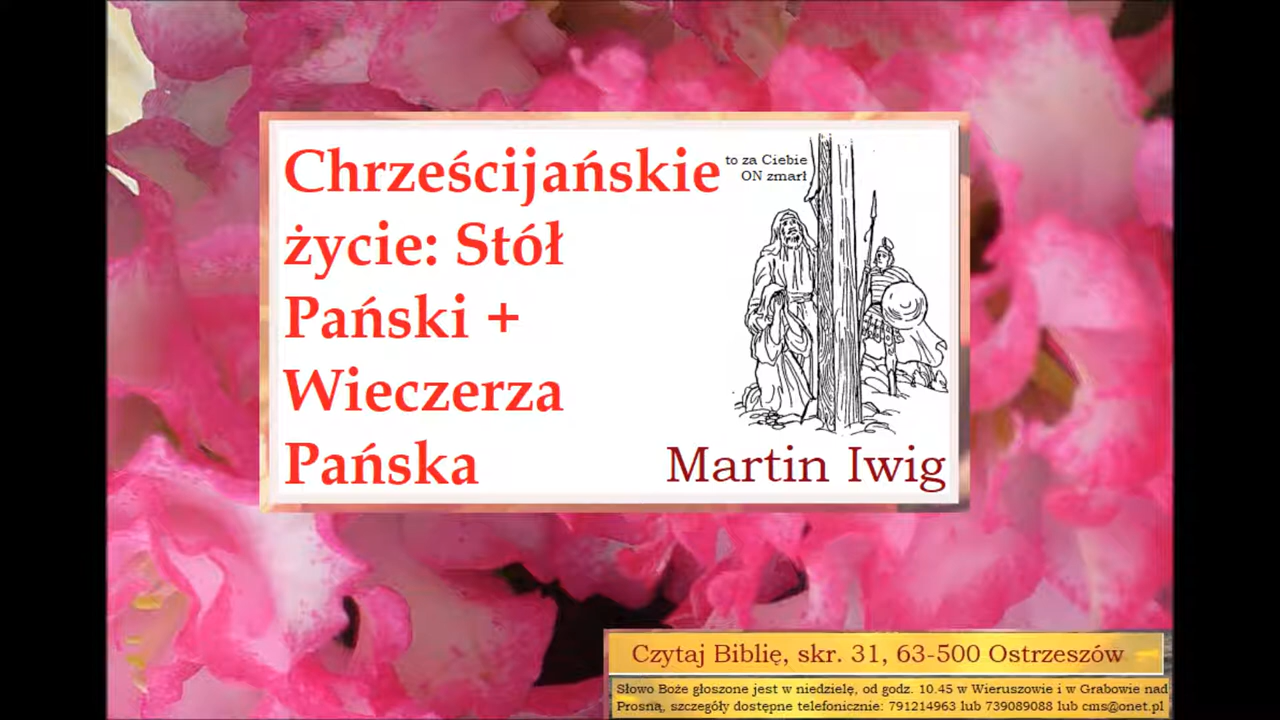 Chrześcijańskie
życie: Stół
Pański +
Wieczerza
Pańska
to za Ciebie
ON zmarł
Martin Iwig
Czytaj Biblię, skr. 31, 63-500 Ostrzeszów
Słowo Boże głoszone jest w niedzielę, od godz. 10.45 w Wieruszowie i w Grabowie nad
Prosną, szczegóły dostępne telefonicznie: 791214963 lub 739089088 lub cms@onet.pl